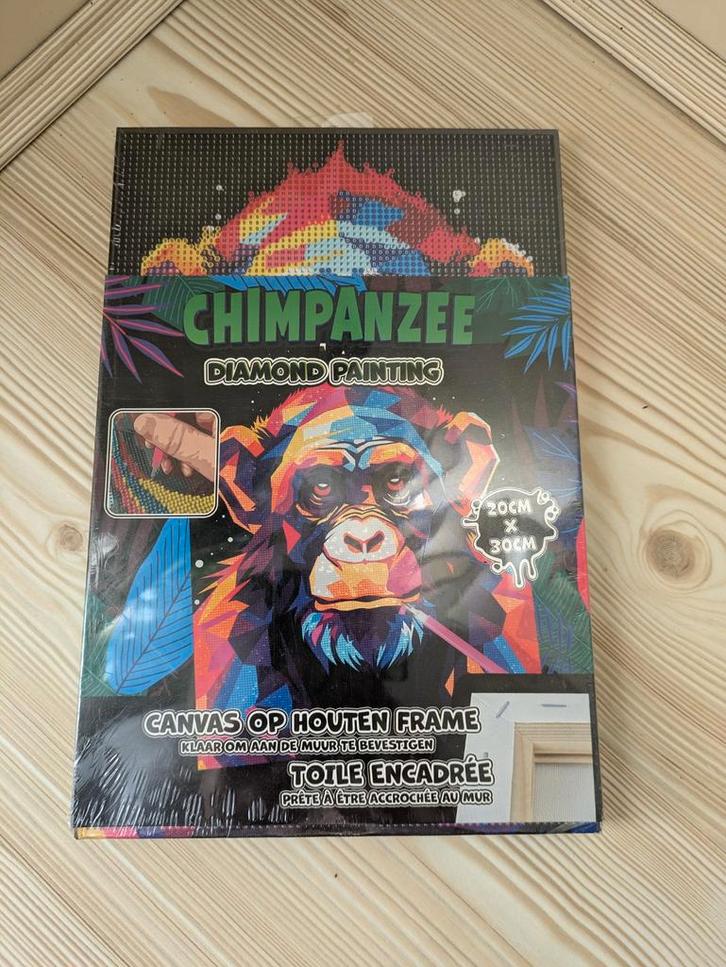 CHIMPANZEE
DIAMOND PAINTING
20CM
X
30CM
CANVAS OP HOUTEN FRAME
KLAAR OM AAN DE MUUR TE BEVESTIGEN
TOILE ENCADRÉE
PRÊTE À ÊTRE ACCROCHÉE AU MUR